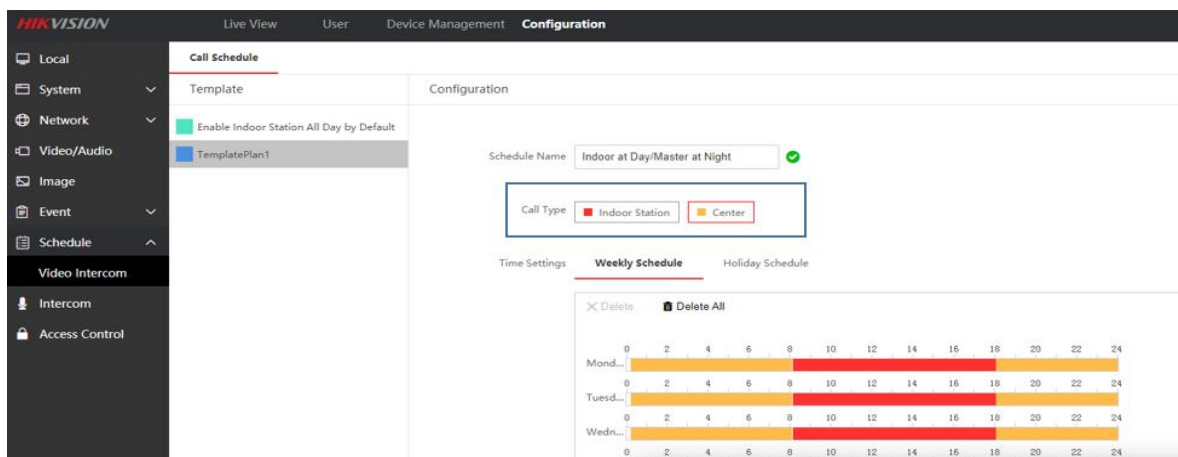 HIKVISION Live View User Device Management Configuration
Local
System
Network
Video/Audio
Image
Event
Schedule
Video Intercom
Intercom
Access Control
Call Schedule
Template
Enable Indoor Station All Day by Default
TemplatePlan1
Configuration
Schedule Name Indoor at Day/Master at Night
Call Type Indoor Station Center
Time Settings Weekly Schedule Holiday Schedule
Delete Delete All
0 2 4 6 8 10 12 14 16 18 20 22 24
Mond...
0 2 4 6 8 10 12 14 16 18 20 22 24
Tuesd...
0 2 4 6 8 10 12 14 16 18 20 22 24
Wedn...
0 2 4 6 8 10 12 14 16 18 20 22 24